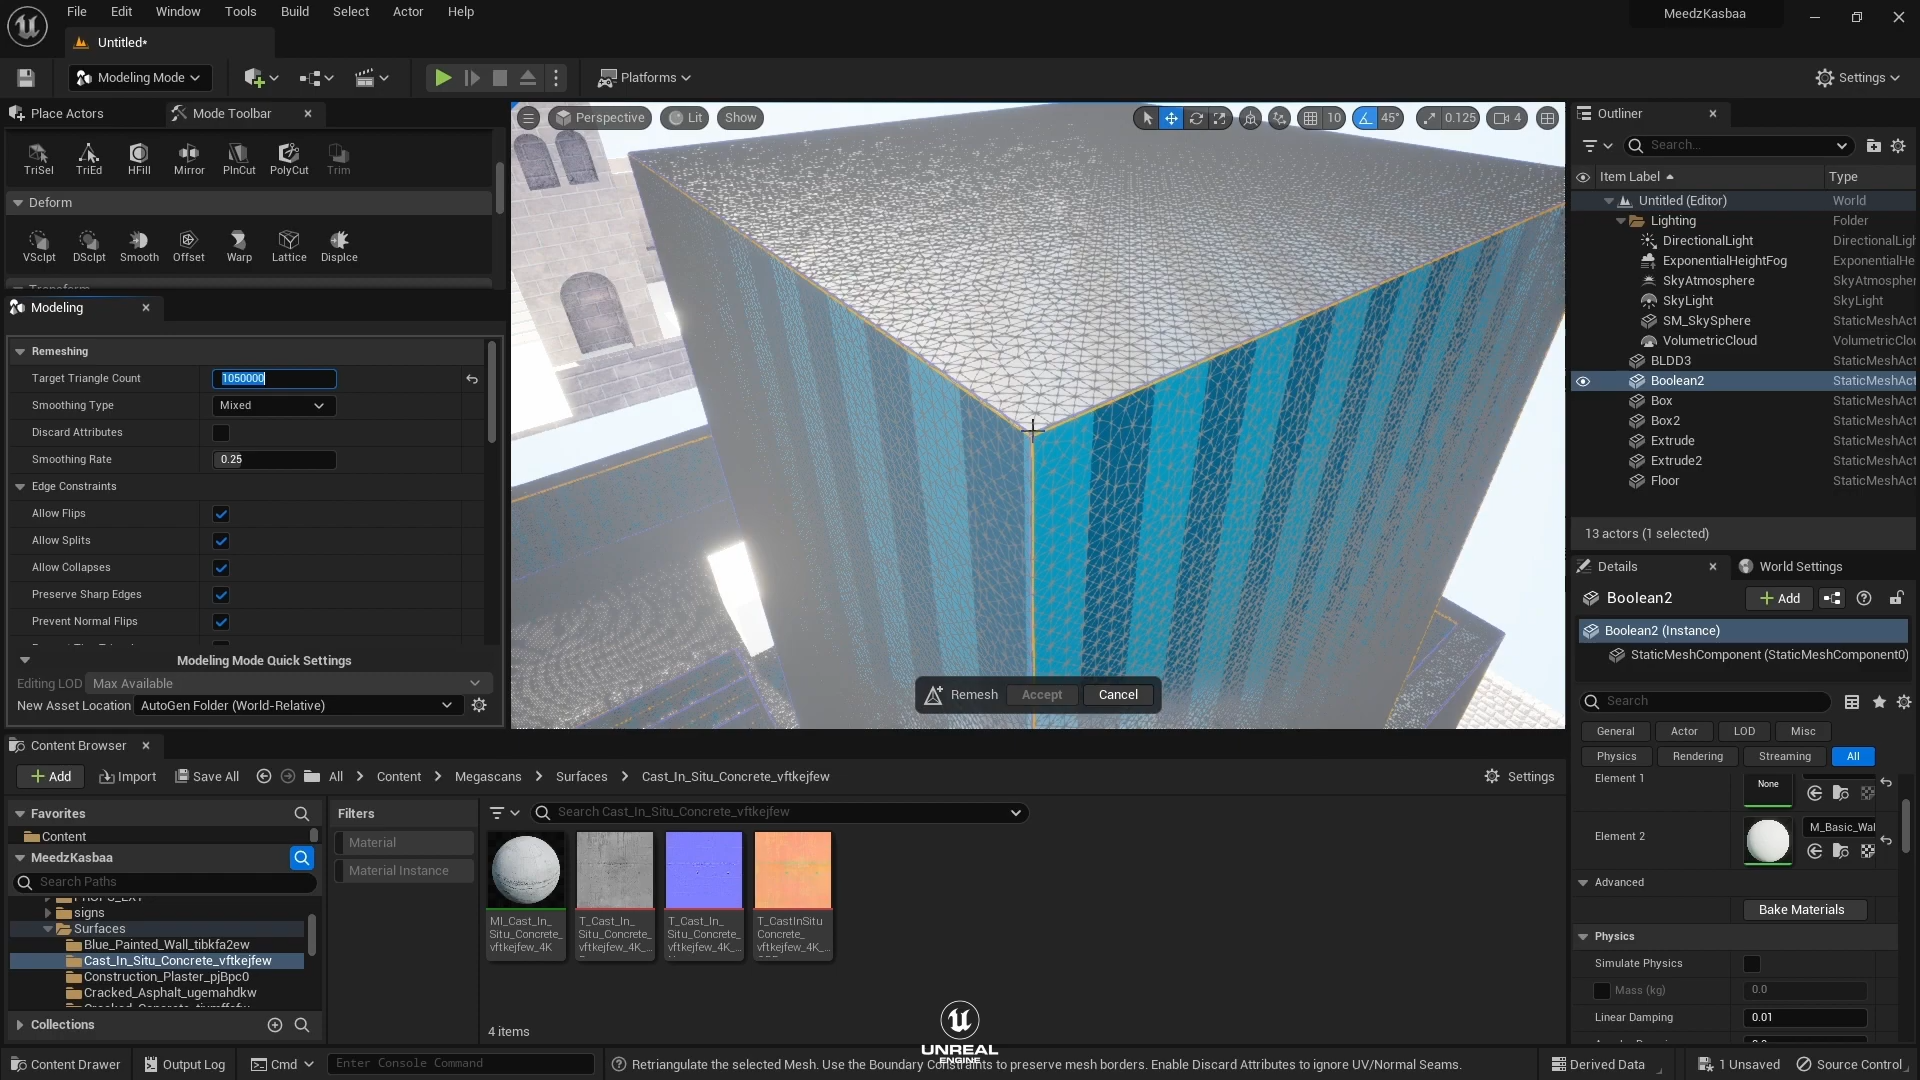 File Edit Window Tools Build Select Actor Help
MeedzKasbaa
Untitled*
Modeling Mode
Platforms
Settings
Place Actors
Mode Toolbar
TriSel TriEd HFill Mirror PlnCut PolyCut Trim
Deform
VSclpt DSclpt Smooth Offset Warp Lattice Displce
Modeling
Remeshing
Target Triangle Count 1050000
Smoothing Type Mixed
Discard Attributes
Smoothing Rate 0.25
Edge Constraints
Allow Flips
Allow Splits
Allow Collapses
Preserve Sharp Edges
Prevent Normal Flips
Modeling Mode Quick Settings
Editing LOD Max Available
New Asset Location AutoGen Folder (World-Relative)
Perspective Lit Show
10 45° 0.125 4
Remesh Accept Cancel
Outliner
Search...
Item Label Type
Untitled (Editor) World
Lighting Folder
DirectionalLight DirectionalLigh
ExponentialHeightFog ExponentialHe
SkyAtmosphere SkyAtmospher
SkyLight SkyLight
SM_SkySphere StaticMeshAct
VolumetricCloud VolumetricClou
BLDD3 StaticMeshAct
Boolean2 StaticMeshAct
Box StaticMeshAct
Box2 StaticMeshAct
Extrude StaticMeshAct
Extrude2 StaticMeshAct
Floor StaticMeshAct
13 actors (1 selected)
Details
World Settings
Boolean2
Add
Boolean2 (Instance)
StaticMeshComponent (StaticMeshComponent0)
Search
General Actor LOD Misc
Physics Rendering Streaming All
Element 1
None
Element 2
M_Basic_Wal
Advanced
Bake Materials
Physics
Simulate Physics
Mass (kg) 0.0
Linear Damping 0.01
Content Browser
Add Import Save All All Content Megascans Surfaces Cast_In_Situ_Concrete_vftkejfew
Settings
Favorites
Content
MeedzKasbaa
Search Paths
signs
Surfaces
Blue_Painted_Wall_tibkfa2ew
Cast_In_Situ_Concrete_vftkejfew
Construction_Plaster_pjBpc0
Cracked_Asphalt_ugemahdkw
Collections
Filters
Material
Material Instance
Search Cast_In_Situ_Concrete_vftkejfew
MI_Cast_In_
Situ_Concrete_
vftkejfew_4K
T_Cast_In_
Situ_Concrete_
vftkejfew_4K_...
T_Cast_In_
Situ_Concrete_
vftkejfew_4K_...
T_CastInSitu
Concrete_
vftkejfew_4K_...
4 items
UNREAL
ENGINE
Content Drawer Output Log Cmd Enter Console Command
Retriangulate the selected Mesh. Use the Boundary Constraints to preserve mesh borders. Enable Discard Attributes to ignore UV/Normal Seams.
Derived Data 1 Unsaved Source Control